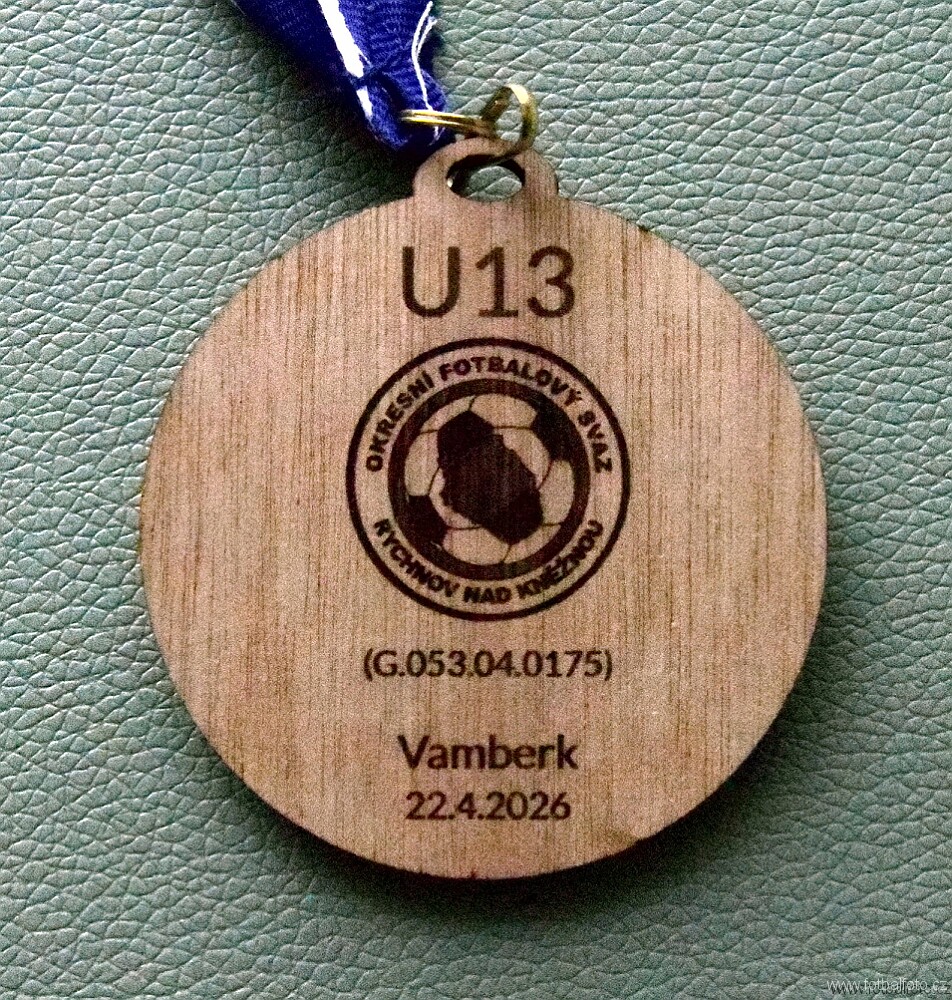 U13
OKRESNÍ FOTBALOVÝ SVAZ
RYCHNOV NAD KNĚŽNOU
(G.053.04.0175)
Vamberk
22.4.2026
www.fotbalfoto.cz